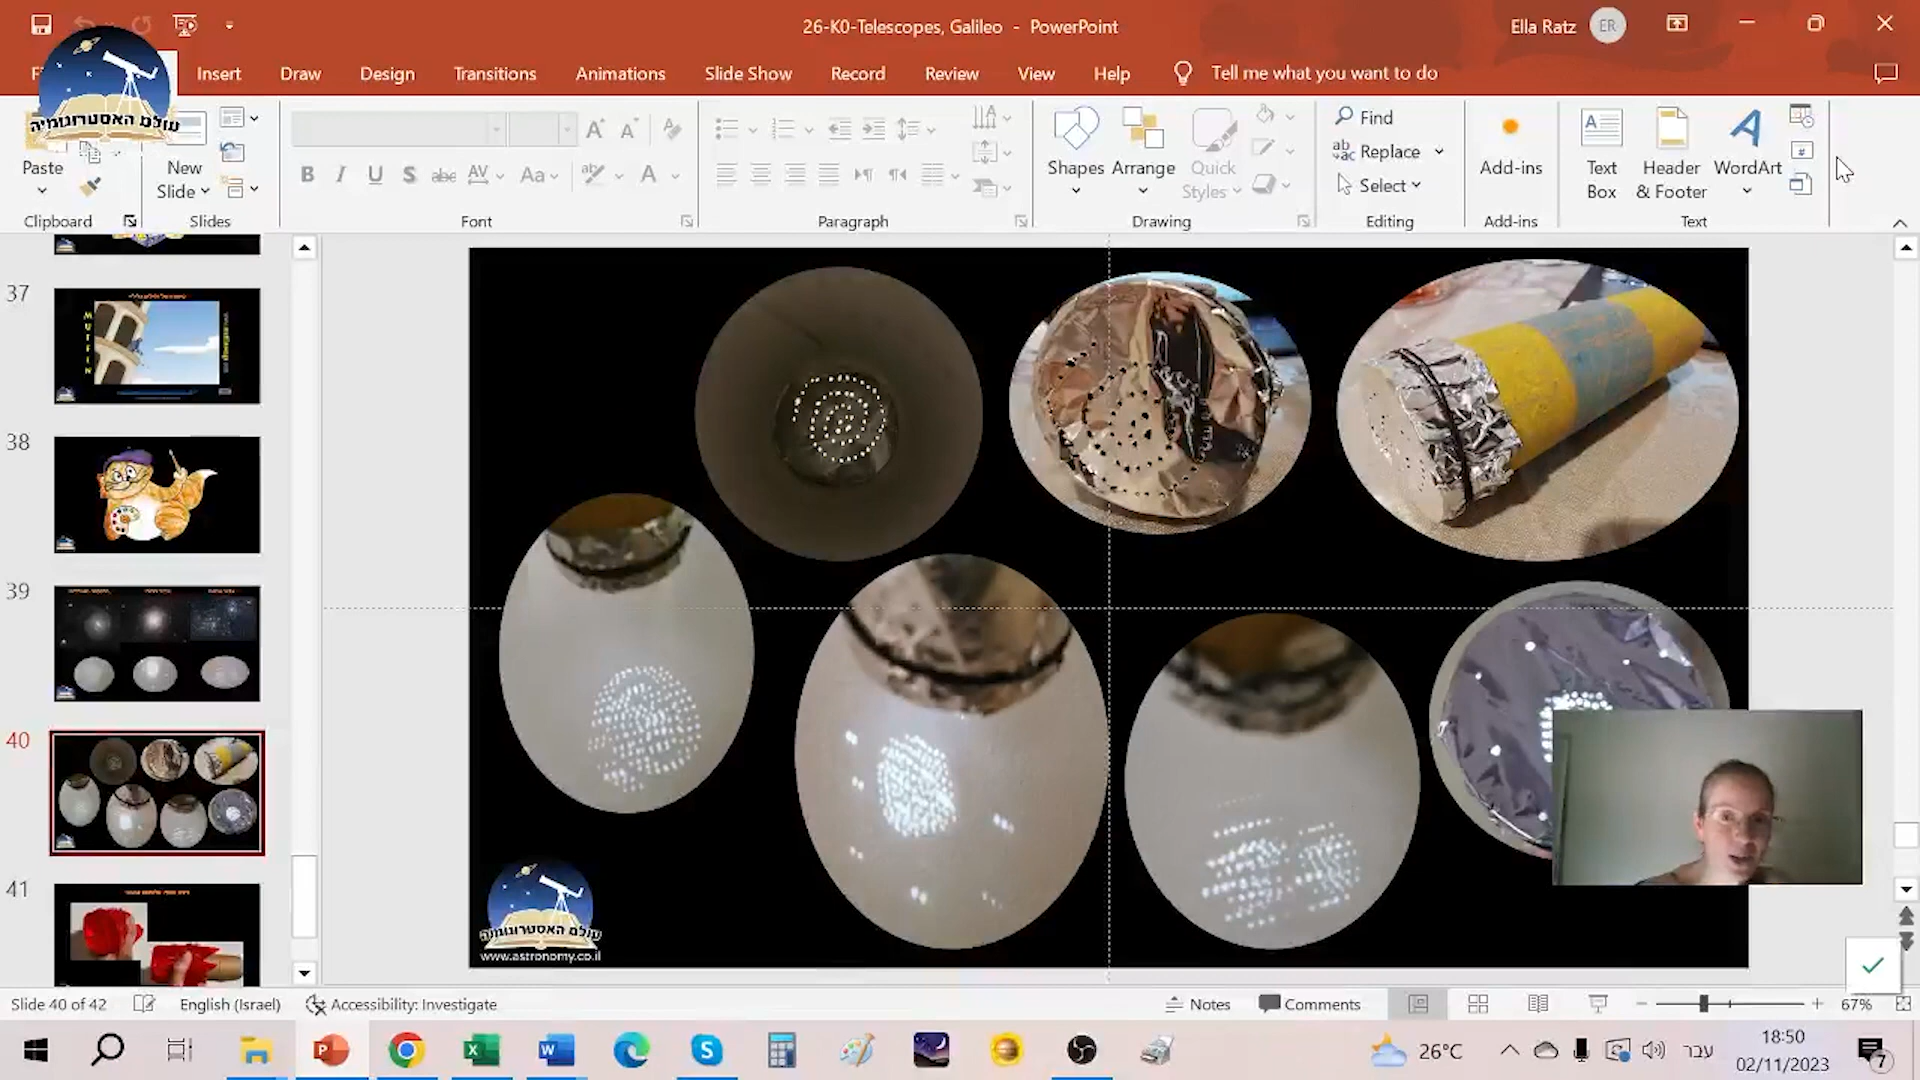 26-K0-Telescopes, Galileo - PowerPoint
Ella Ratz
ER
Insert
Draw
Design
Transitions
Animations
Slide Show
Record
Review
View
Help
Tell me what you want to do
עולם האסטרונומיה
Paste
New
Slide
Find
Replace
Select
Shapes
Arrange
Quick
Styles
Add-ins
Text
Box
Header
& Footer
WordArt
Clipboard
Slides
Font
Paragraph
Drawing
Editing
Add-ins
Text
37
MUTFIN
38
39
40
41
עולם האסטרונומיה
www.astronomy.co.il
Slide 40 of 42
English (Israel)
Accessibility: Investigate
Notes
Comments
67%
26°C
עבר
18:50
02/11/2023
7